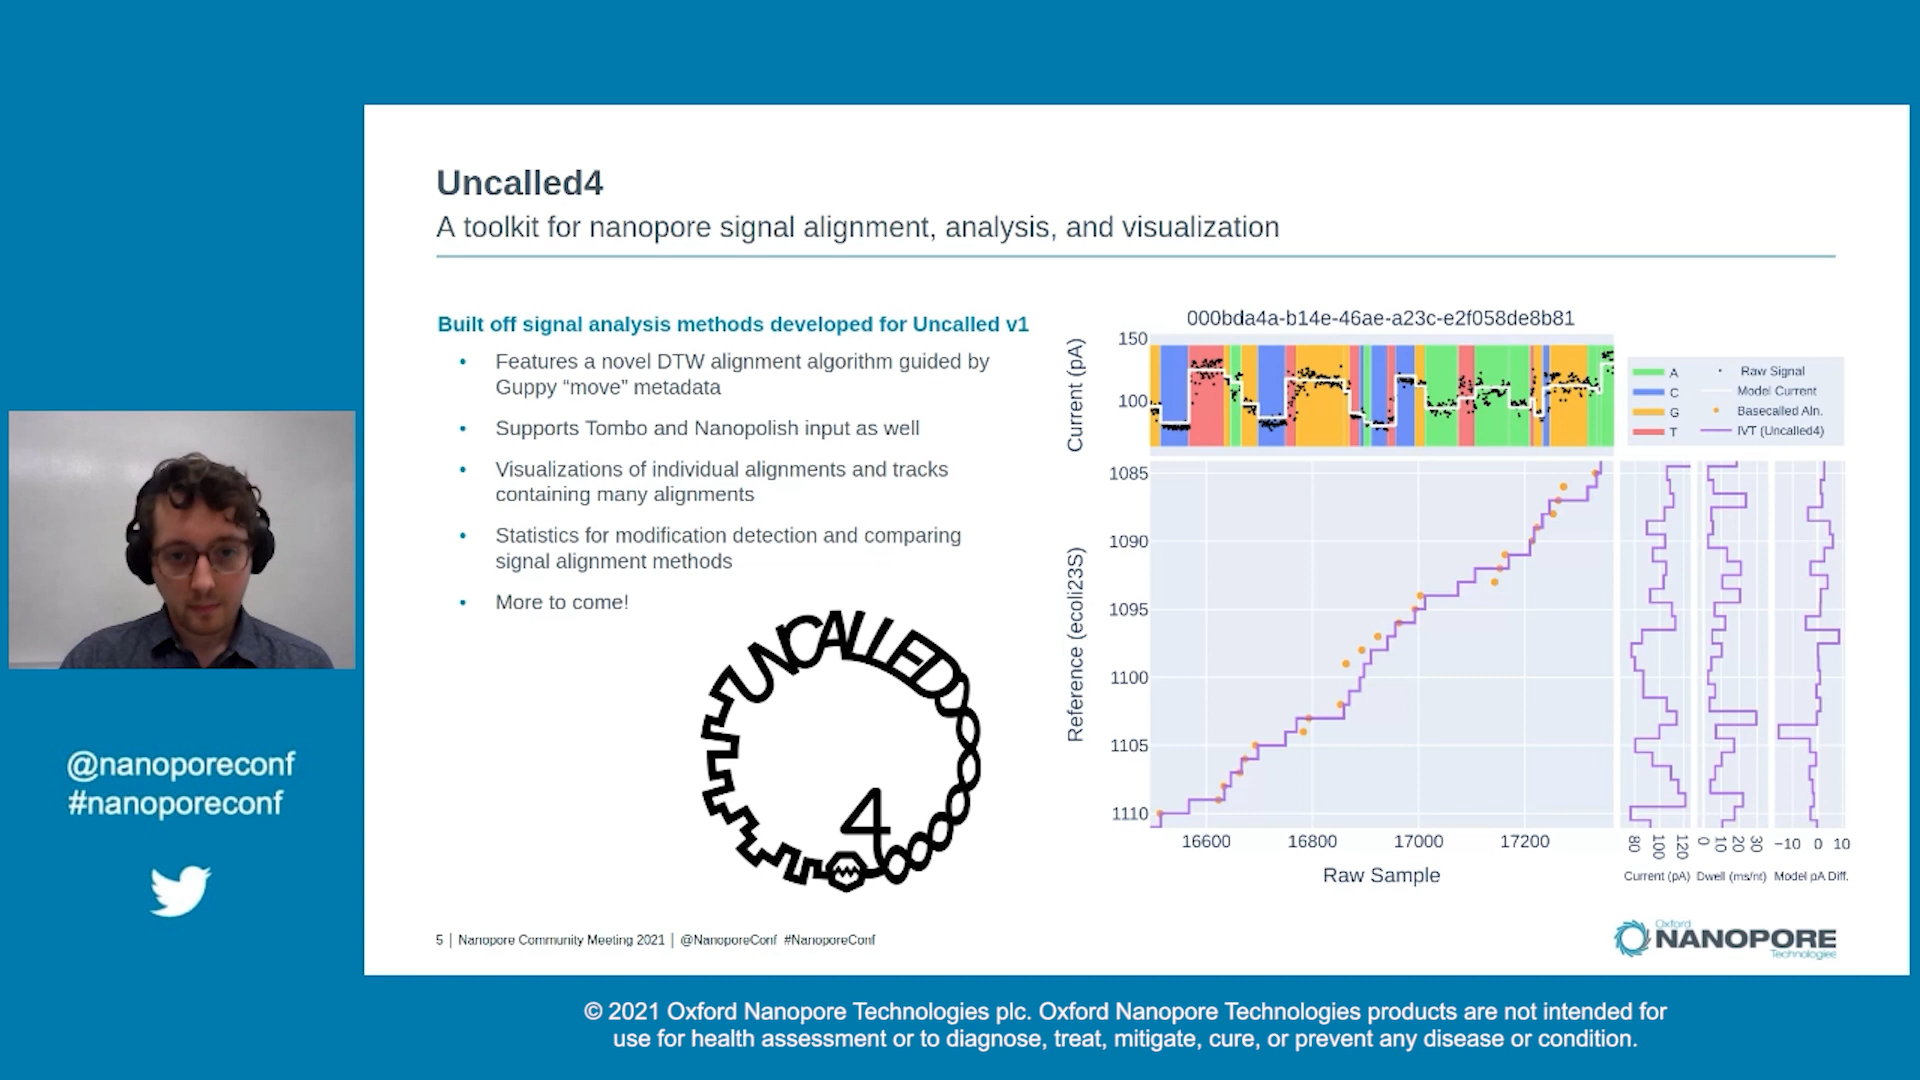 Uncalled4
A toolkit for nanopore signal alignment, analysis, and visualization
Built off signal analysis methods developed for Uncalled v1
• Features a novel DTW alignment algorithm guided by
Guppy “move” metadata
• Supports Tombo and Nanopolish input as well
• Visualizations of individual alignments and tracks
containing many alignments
• Statistics for modification detection and comparing
signal alignment methods
• More to come!
UNCALLED
4
000bda4a-b14e-46ae-a23c-e2f058de8b81
Current (pA)
150
100
A
C
G
T
Raw Signal
Model Current
Basecalled Aln.
IVT (Uncalled4)
Reference (ecoli23S)
1085
1090
1095
1100
1105
1110
16600 16800 17000 17200
Raw Sample
80 100 120
Current (pA)
0 10 20 30
Dwell (ms/nt)
−10 0 10
Model pA Diff.
@nanoporeconf
#nanoporeconf
5 | Nanopore Community Meeting 2021 | @NanoporeConf #NanoporeConf
Oxford
NANOPORE
Technologies
© 2021 Oxford Nanopore Technologies plc. Oxford Nanopore Technologies products are not intended for
use for health assessment or to diagnose, treat, mitigate, cure, or prevent any disease or condition.